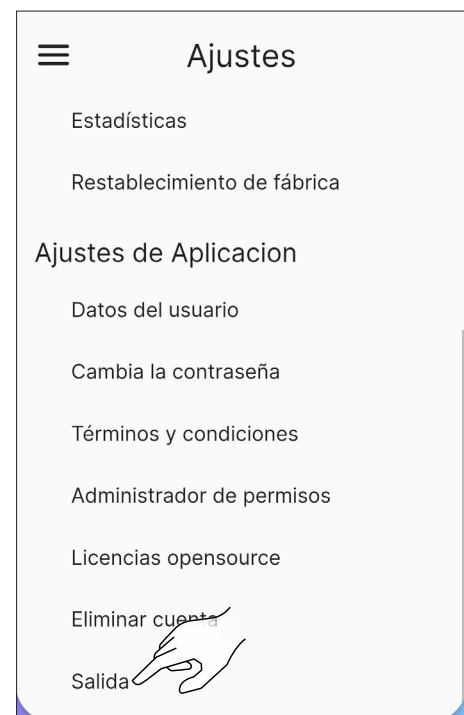 Ajustes
Estadísticas
Restablecimiento de fábrica
Ajustes de Aplicacion
Datos del usuario
Cambia la contraseña
Términos y condiciones
Administrador de permisos
Licencias opensource
Eliminar cuenta
Salida